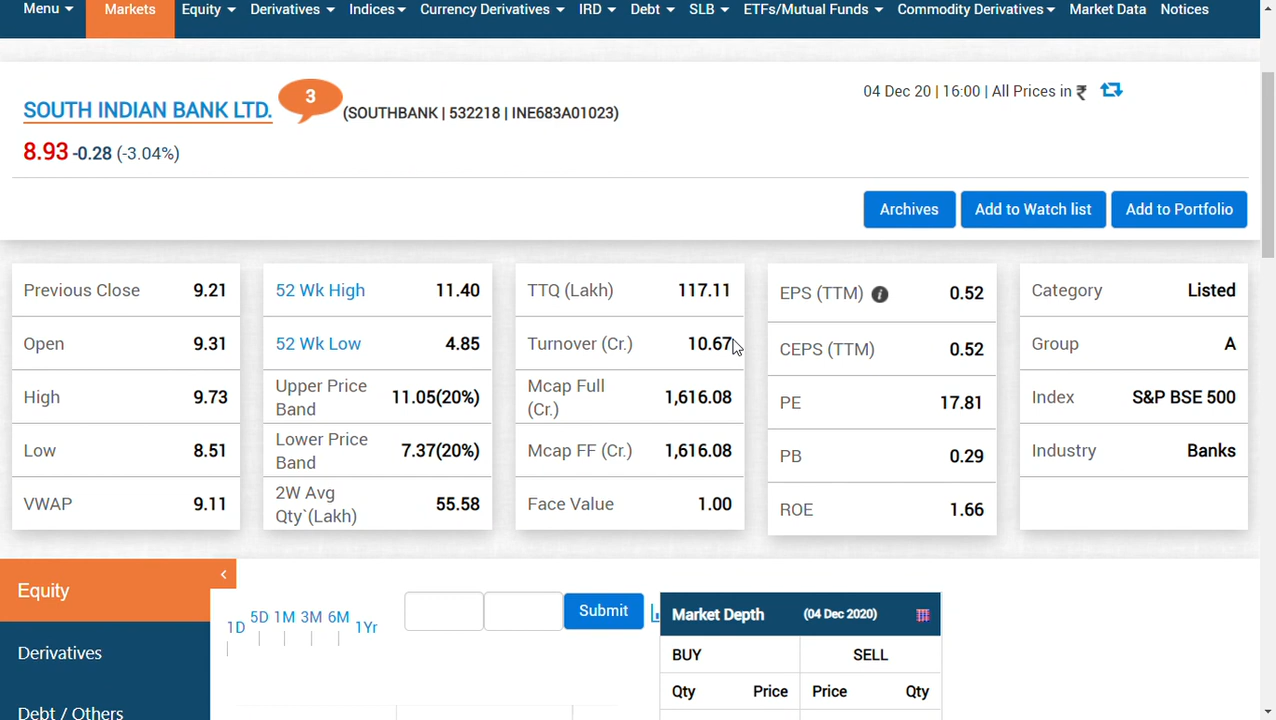 Menu Markets Equity Derivatives Indices Currency Derivatives IRD Debt SLB ETFs/Mutual Funds Commodity Derivatives Market Data Notices
04 Dec 20 | 16:00 | All Prices in ₹
SOUTH INDIAN BANK LTD. 3 (SOUTHBANK | 532218 | INE683A01023)
8.93 -0.28 (-3.04%)
Archives Add to Watch list Add to Portfolio
Previous Close 9.21
Open 9.31
High 9.73
Low 8.51
VWAP 9.11
52 Wk High 11.40
52 Wk Low 4.85
Upper Price
Band 11.05(20%)
Lower Price
Band 7.37(20%)
2W Avg
Qty`(Lakh) 55.58
TTQ (Lakh) 117.11
Turnover (Cr.) 10.67
Mcap Full
(Cr.) 1,616.08
Mcap FF (Cr.) 1,616.08
Face Value 1.00
EPS (TTM) i 0.52
CEPS (TTM) 0.52
PE 17.81
PB 0.29
ROE 1.66
Category Listed
Group A
Index S&P BSE 500
Industry Banks
Equity
Derivatives
Debt / Others
1D 5D 1M 3M 6M 1Yr
Submit
Market Depth (04 Dec 2020)
BUY SELL
Qty Price Price Qty